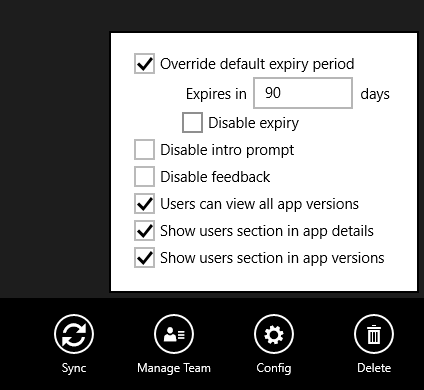 Override default expiry period
Expires in 90 days
Disable expiry
Disable intro prompt
Disable feedback
Users can view all app versions
Show users section in app details
Show users section in app versions
Sync Manage Team Config Delete